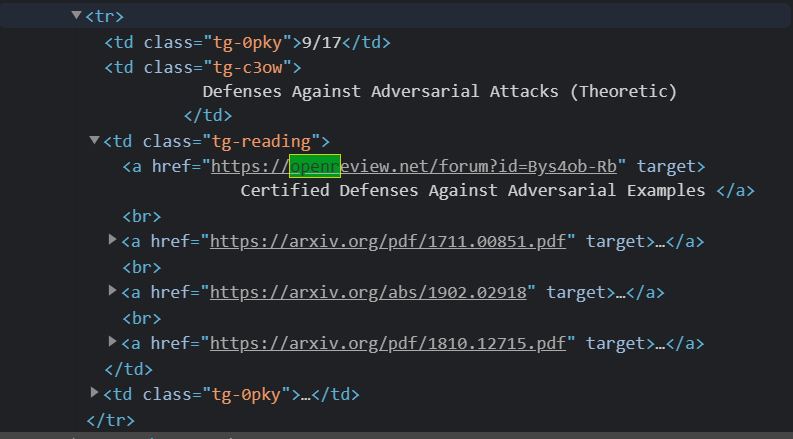 <tr>
<td class="tg-0pky">9/17</td>
<td class="tg-c3ow">
Defenses Against Adversarial Attacks (Theoretic)
</td>
<td class="tg-reading">
<a href="https://openreview.net/forum?id=Bys4ob-Rb" target>
Certified Defenses Against Adversarial Examples </a>
<br>
<a href="https://arxiv.org/pdf/1711.00851.pdf" target>…</a>
<br>
<a href="https://arxiv.org/abs/1902.02918" target>…</a>
<br>
<a href="https://arxiv.org/pdf/1810.12715.pdf" target>…</a>
</td>
<td class="tg-0pky">…</td>
</tr>